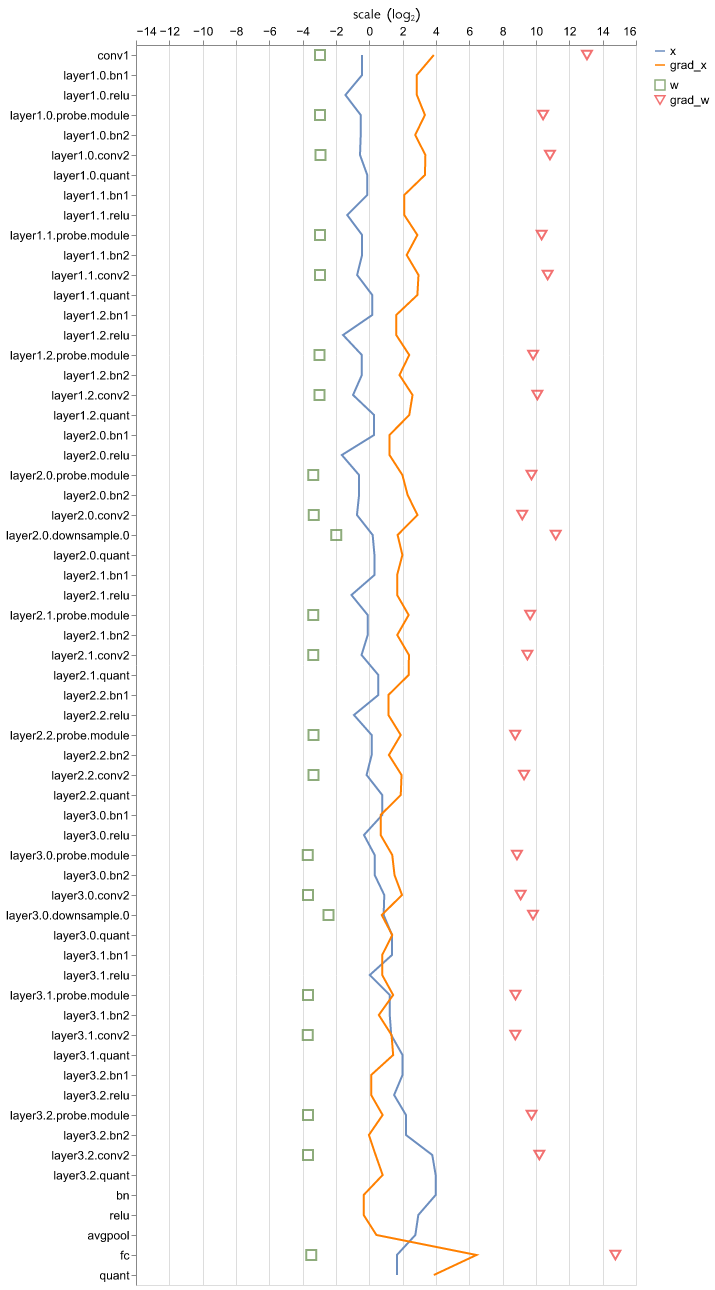 scale (log₂)
−14 −12 −10 −8 −6 −4 −2 0 2 4 6 8 10 12 14 16
x
grad_x
w
grad_w
conv1
layer1.0.bn1
layer1.0.relu
layer1.0.probe.module
layer1.0.bn2
layer1.0.conv2
layer1.0.quant
layer1.1.bn1
layer1.1.relu
layer1.1.probe.module
layer1.1.bn2
layer1.1.conv2
layer1.1.quant
layer1.2.bn1
layer1.2.relu
layer1.2.probe.module
layer1.2.bn2
layer1.2.conv2
layer1.2.quant
layer2.0.bn1
layer2.0.relu
layer2.0.probe.module
layer2.0.bn2
layer2.0.conv2
layer2.0.downsample.0
layer2.0.quant
layer2.1.bn1
layer2.1.relu
layer2.1.probe.module
layer2.1.bn2
layer2.1.conv2
layer2.1.quant
layer2.2.bn1
layer2.2.relu
layer2.2.probe.module
layer2.2.bn2
layer2.2.conv2
layer2.2.quant
layer3.0.bn1
layer3.0.relu
layer3.0.probe.module
layer3.0.bn2
layer3.0.conv2
layer3.0.downsample.0
layer3.0.quant
layer3.1.bn1
layer3.1.relu
layer3.1.probe.module
layer3.1.bn2
layer3.1.conv2
layer3.1.quant
layer3.2.bn1
layer3.2.relu
layer3.2.probe.module
layer3.2.bn2
layer3.2.conv2
layer3.2.quant
bn
relu
avgpool
fc
quant